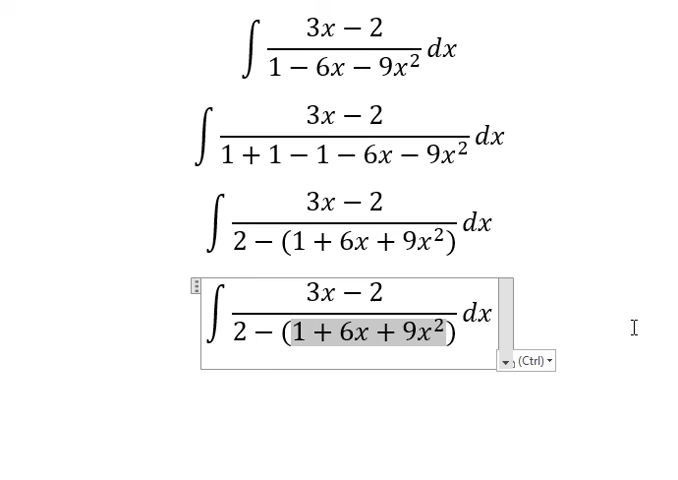 ∫ (3x − 2)/(1 − 6x − 9x²) dx
∫ (3x − 2)/(1 + 1 − 1 − 6x − 9x²) dx
∫ (3x − 2)/(2 − (1 + 6x + 9x²)) dx
∫ (3x − 2)/(2 − (1 + 6x + 9x²)) dx
(Ctrl)